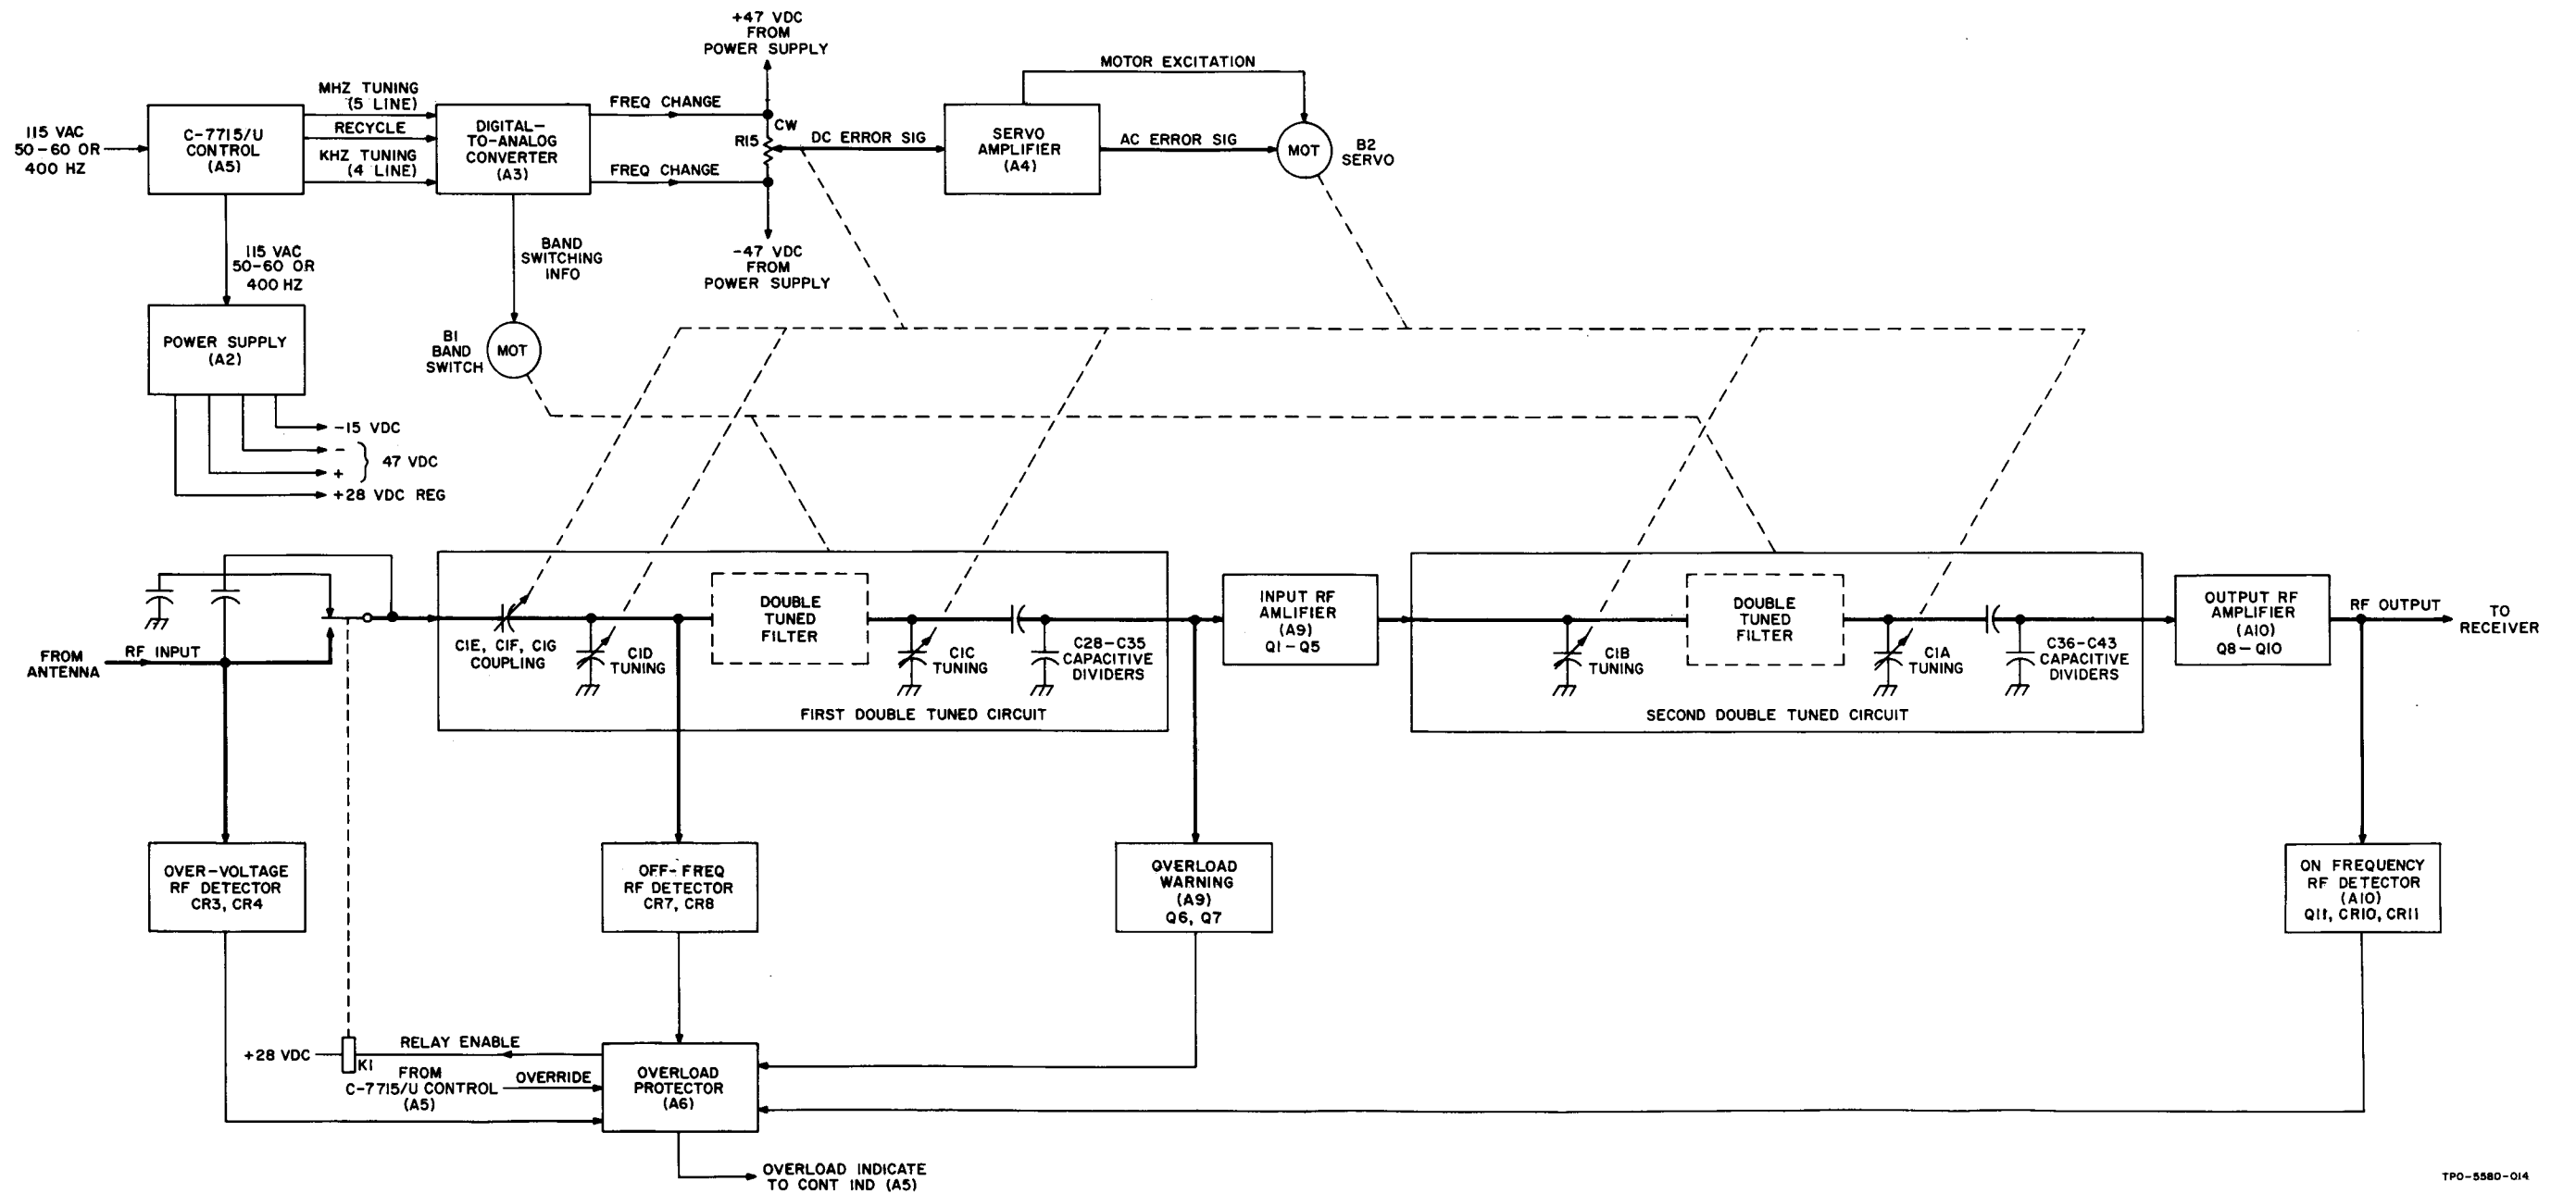 +47 VDC
FROM
POWER SUPPLY
MOTOR EXCITATION
115 VAC
50-60 OR
400 HZ
C-7715/U
CONTROL
(A5)
MHZ TUNING
(5 LINE)
RECYCLE
KHZ TUNING
(4 LINE)
DIGITAL-
TO-ANALOG
CONVERTER
(A3)
FREQ CHANGE
FREQ CHANGE
CW
R15
DC ERROR SIG
SERVO
AMPLIFIER
(A4)
AC ERROR SIG
MOT
B2
SERVO
-47 VDC
FROM
POWER SUPPLY
115 VAC
50-60 OR
400 HZ
BAND
SWITCHING
INFO
POWER SUPPLY
(A2)
B1
BAND
SWITCH
MOT
-15 VDC
-
+
47 VDC
+28 VDC REG
FROM
ANTENNA
RF INPUT
C1E, C1F, C1G
COUPLING
C1D
TUNING
DOUBLE
TUNED
FILTER
C1C
TUNING
C28-C35
CAPACITIVE
DIVIDERS
FIRST DOUBLE TUNED CIRCUIT
INPUT RF
AMLIFIER
(A9)
Q1-Q5
C1B
TUNING
DOUBLE
TUNED
FILTER
C1A
TUNING
C36-C43
CAPACITIVE
DIVIDERS
SECOND DOUBLE TUNED CIRCUIT
OUTPUT RF
AMPLIFIER
(A10)
Q8-Q10
RF OUTPUT
TO
RECEIVER
OVER-VOLTAGE
RF DETECTOR
CR3, CR4
OFF-FREQ
RF DETECTOR
CR7, CR8
OVERLOAD
WARNING
(A9)
Q6, Q7
ON FREQUENCY
RF DETECTOR
(A10)
Q11, CR10, CR11
+28 VDC
K1
RELAY ENABLE
FROM
C-7715/U CONTROL
(A5)
OVERRIDE
OVERLOAD
PROTECTOR
(A6)
OVERLOAD INDICATE
TO CONT IND (A5)
TPO-5580-014